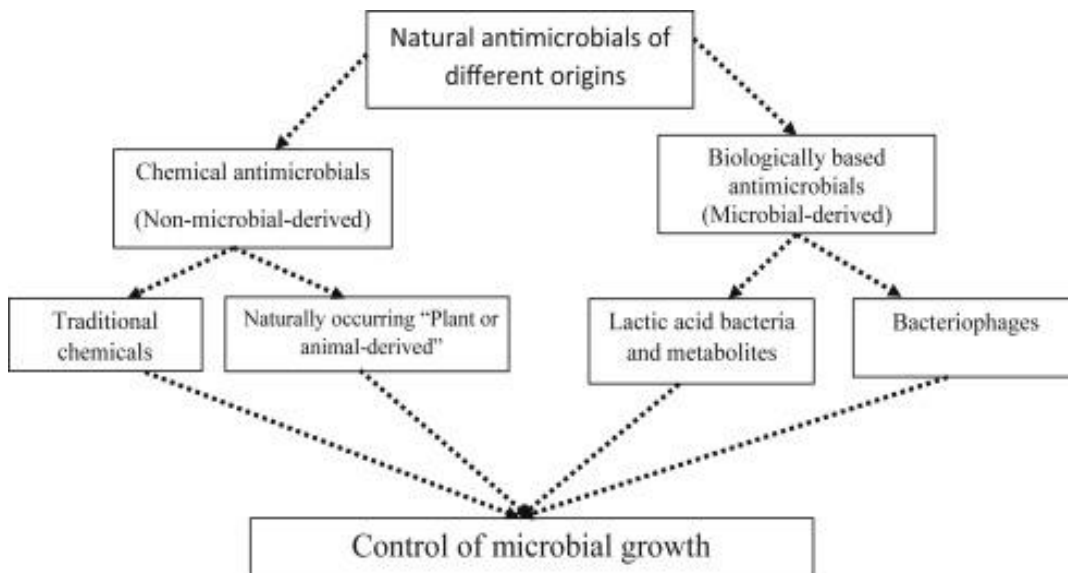 Natural antimicrobials of
different origins
Chemical antimicrobials
(Non-microbial-derived)
Biologically based
antimicrobials
(Microbial-derived)
Traditional
chemicals
Naturally occurring “Plant or
animal-derived”
Lactic acid bacteria
and metabolites
Bacteriophages
Control of microbial growth